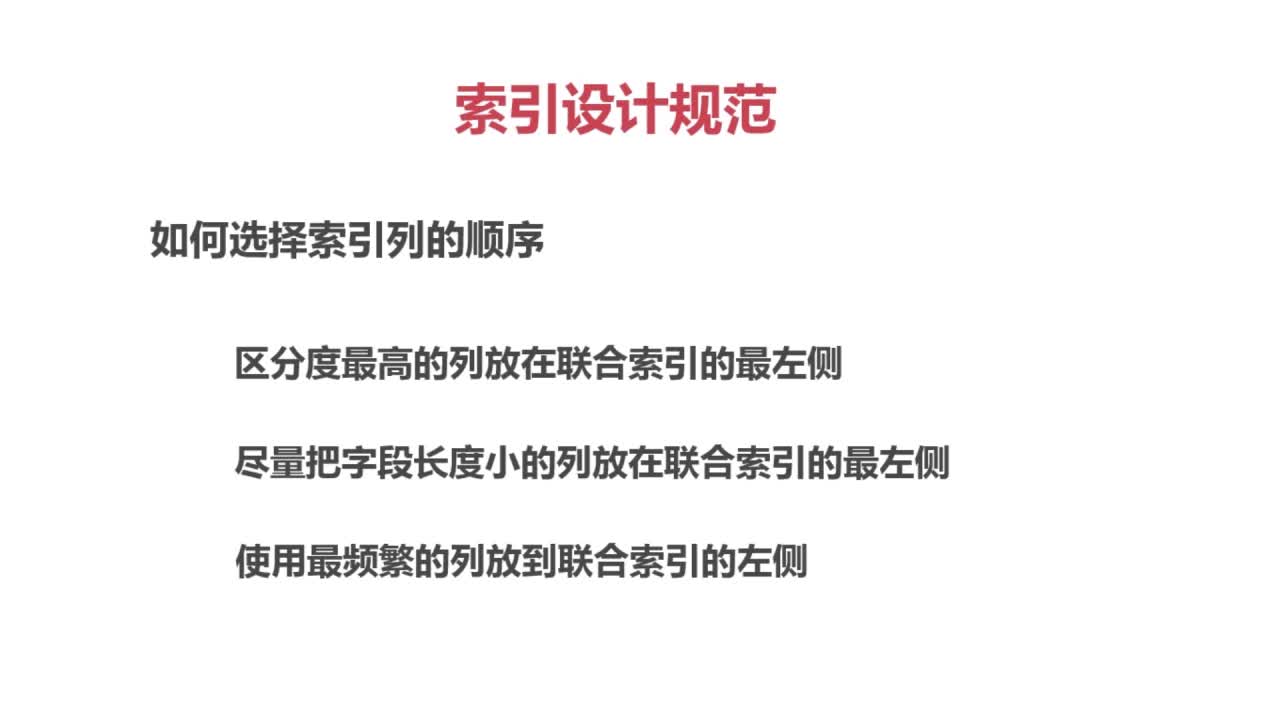 索引设计规范
如何选择索引列的顺序
区分度最高的列放在联合索引的最左侧
尽量把字段长度小的列放在联合索引的最左侧
使用最频繁的列放到联合索引的左侧